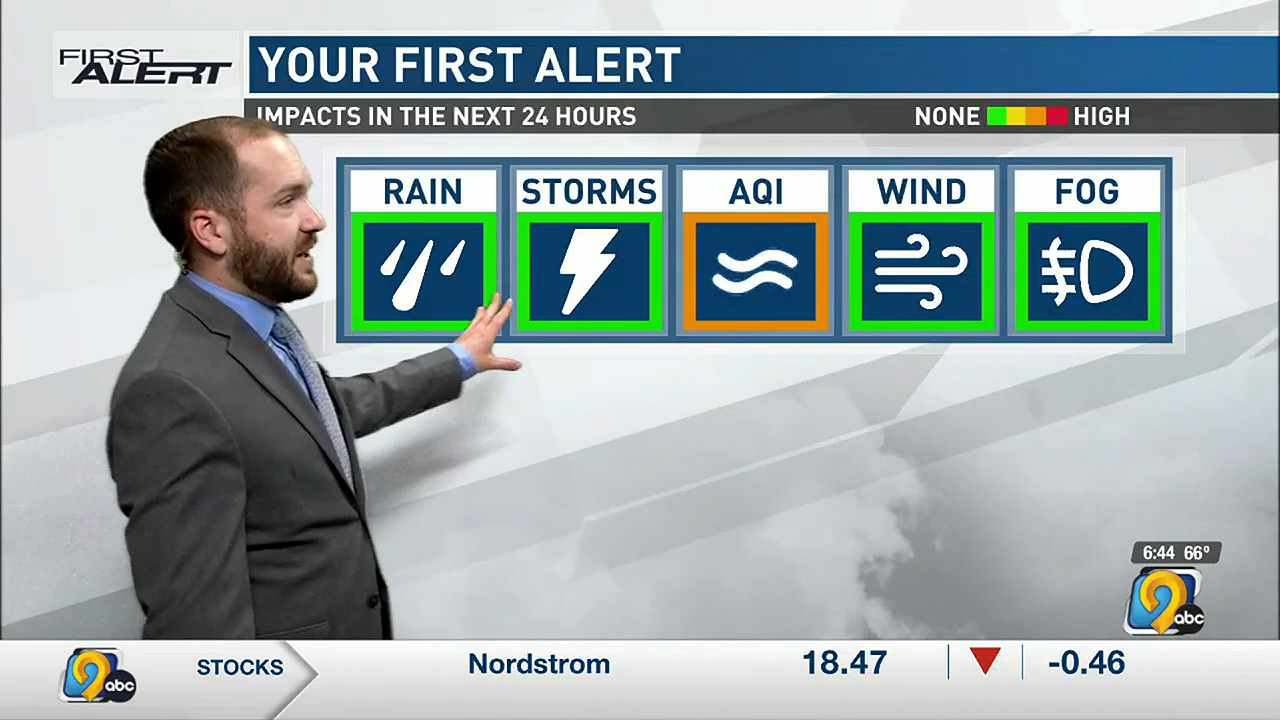 FIRST ALERT
YOUR FIRST ALERT
IMPACTS IN THE NEXT 24 HOURS
NONE HIGH
RAIN STORMS AQI WIND FOG
6:44 66°
9 abc
9 abc STOCKS Nordstrom 18.47 -0.46